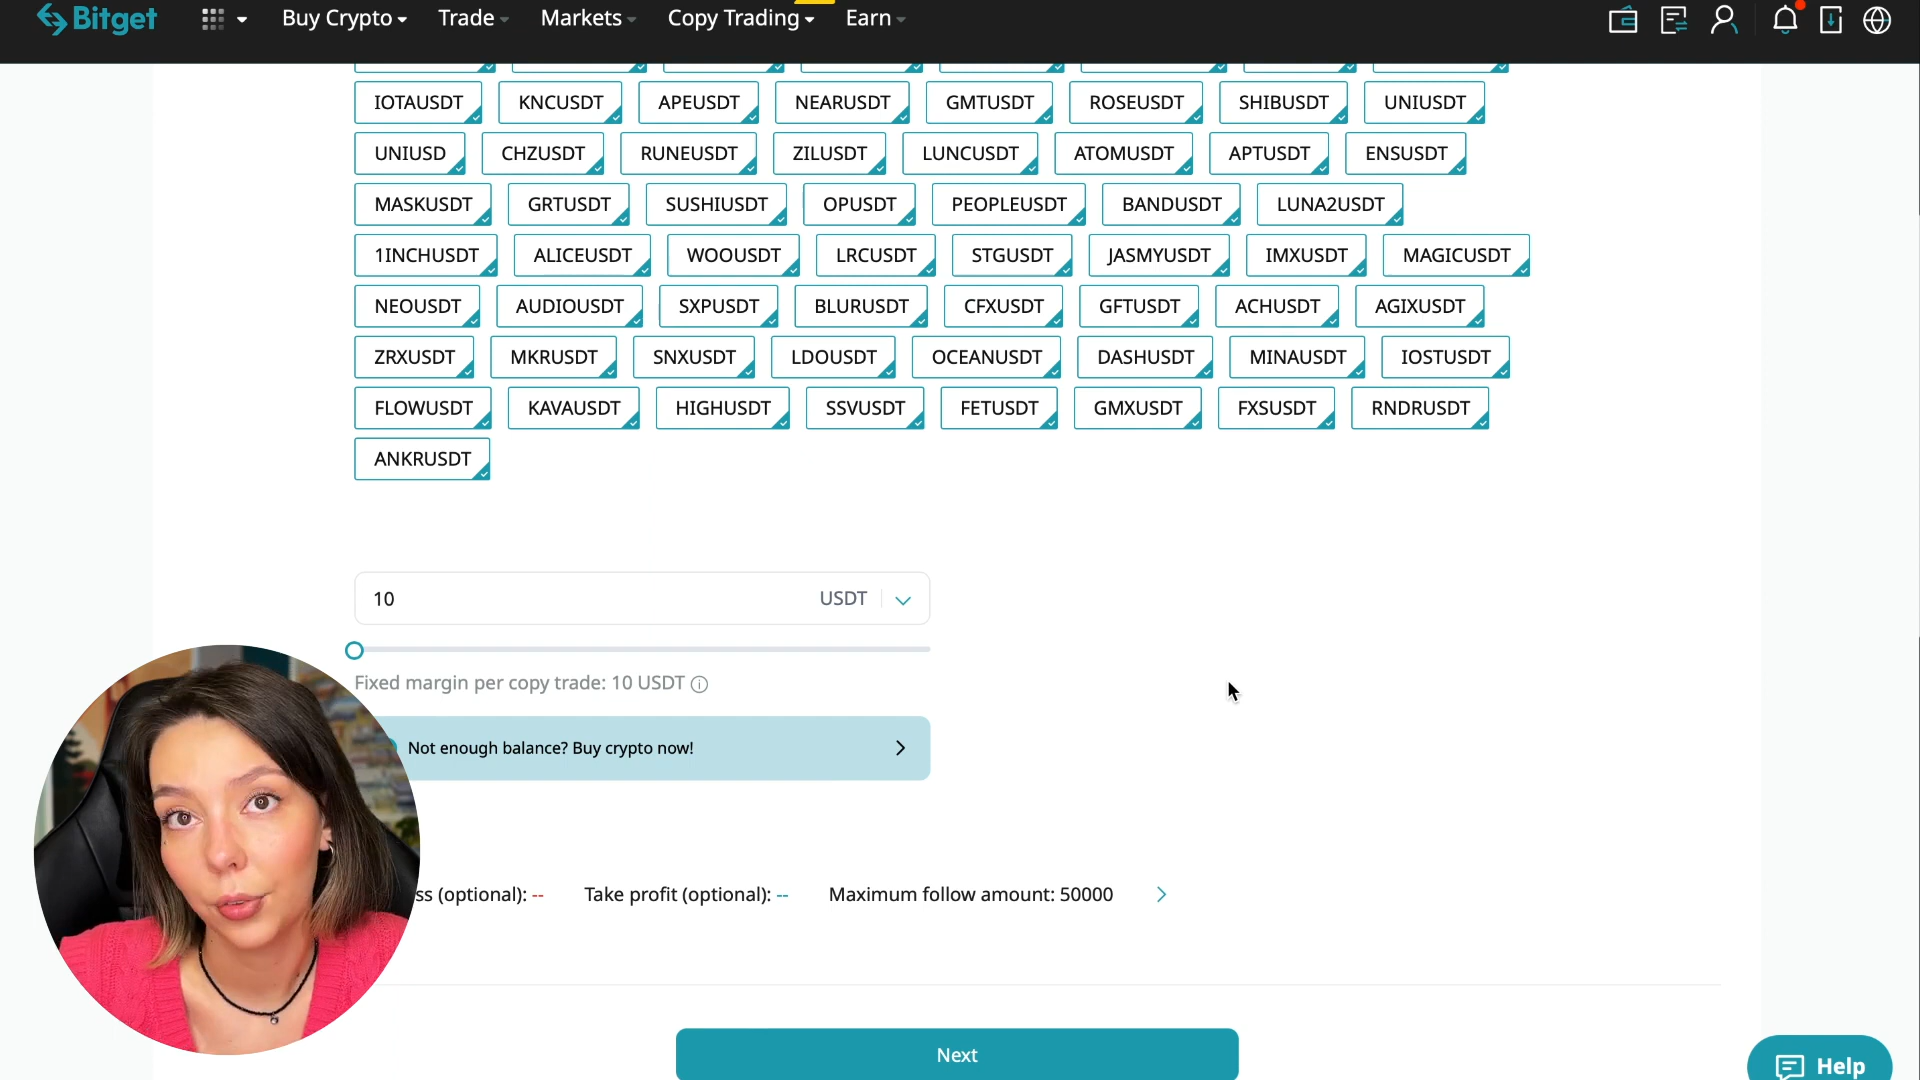 Bitget Buy Crypto Trade Markets Copy Trading Earn
IOTAUSDT KNCUSDT APEUSDT NEARUSDT GMTUSDT ROSEUSDT SHIBUSDT UNIUSDT
UNIUSD CHZUSDT RUNEUSDT ZILUSDT LUNCUSDT ATOMUSDT APTUSDT ENSUSDT
MASKUSDT GRTUSDT SUSHIUSDT OPUSDT PEOPLEUSDT BANDUSDT LUNA2USDT
1INCHUSDT ALICEUSDT WOOUSDT LRCUSDT STGUSDT JASMYUSDT IMXUSDT MAGICUSDT
NEOUSDT AUDIOUSDT SXPUSDT BLURUSDT CFXUSDT GFTUSDT ACHUSDT AGIXUSDT
ZRXUSDT MKRUSDT SNXUSDT LDOUSDT OCEANUSDT DASHUSDT MINAUSDT IOSTUSDT
FLOWUSDT KAVAUSDT HIGHUSDT SSVUSDT FETUSDT GMXUSDT FXSUSDT RNDRUSDT
ANKRUSDT
10 USDT
Fixed margin per copy trade: 10 USDT
Not enough balance? Buy crypto now!
ss (optional): -- Take profit (optional): -- Maximum follow amount: 50000
Next
Help